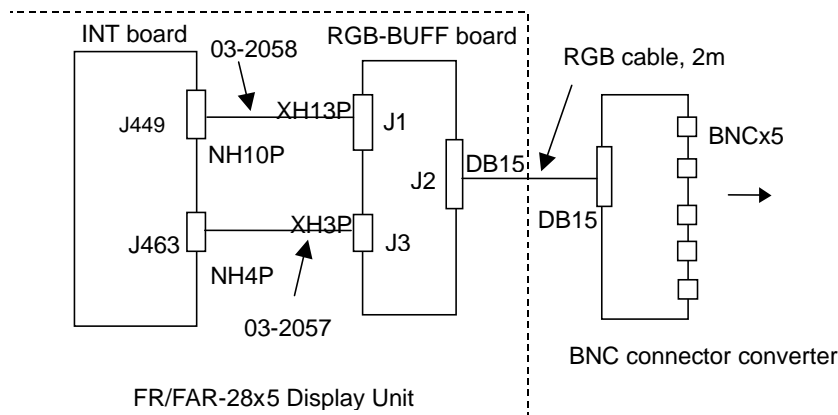 INT board
RGB-BUFF board
03-2058
RGB cable, 2m
J449
XH13P
J1
BNCx5
NH10P
J2
DB15
DB15
J463
XH3P
J3
NH4P
03-2057
BNC connector converter
FR/FAR-28x5 Display Unit